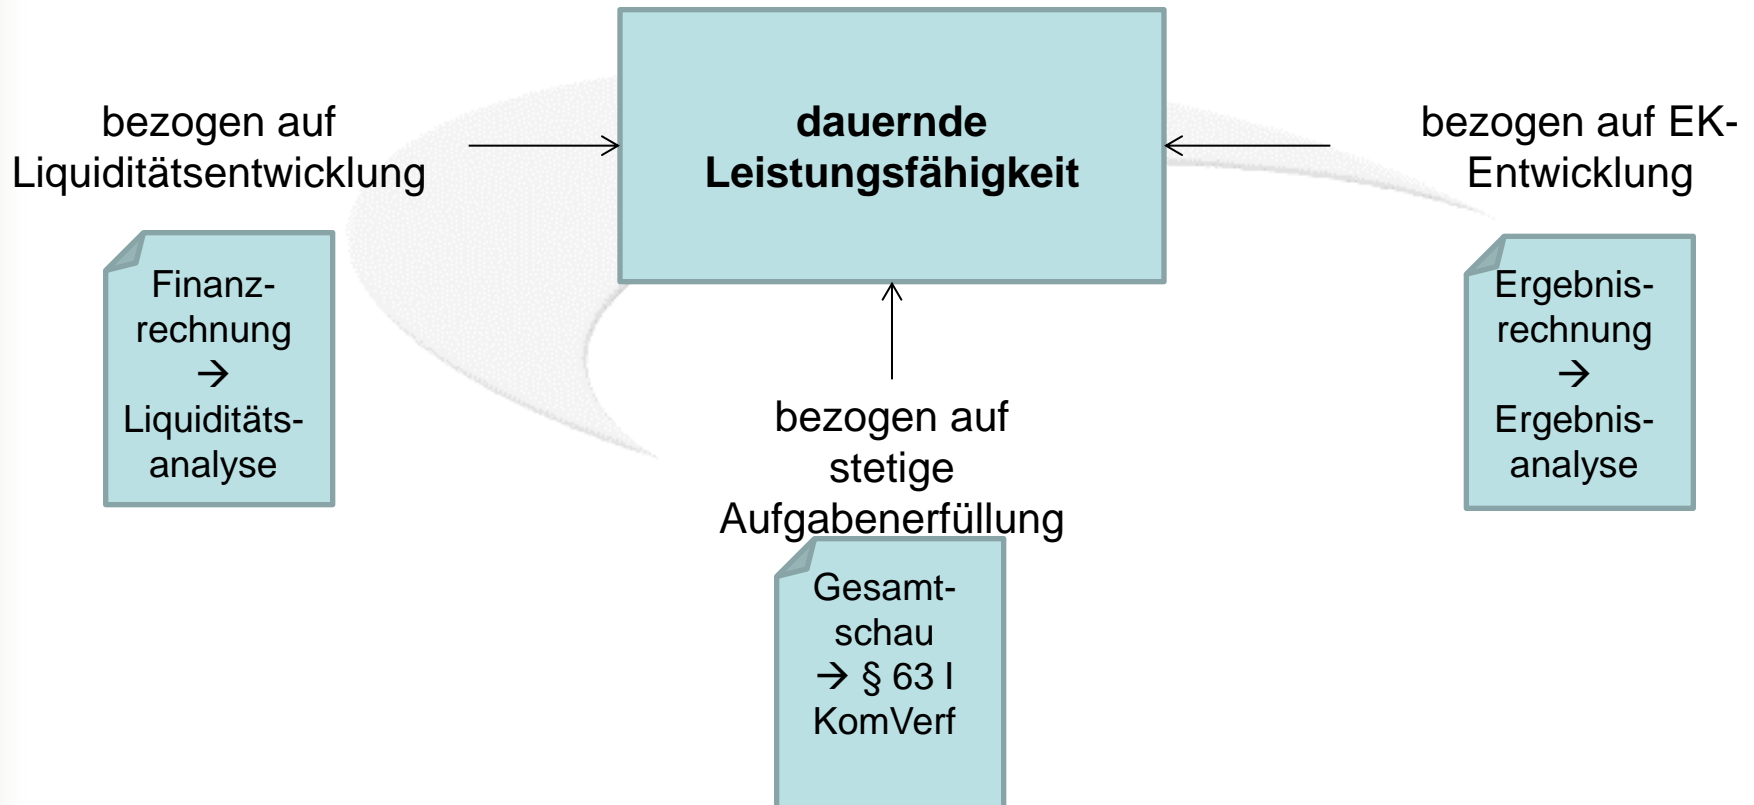 dauernde
Leistungsfähigkeit
bezogen auf
Liquiditätsentwicklung
bezogen auf EK-
Entwicklung
Finanz-
rechnung
→
Liquiditäts-
analyse
Ergebnis-
rechnung
→
Ergebnis-
analyse
bezogen auf
stetige
Aufgabenerfüllung
Gesamt-
schau
→ § 63 I
KomVerf